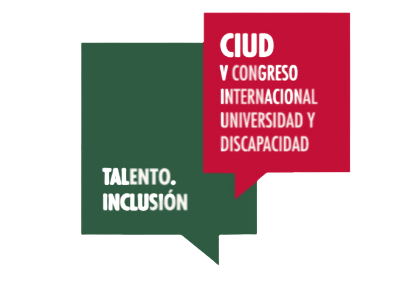 CIUD
V CONGRESO
INTERNACIONAL
UNIVERSIDAD Y
DISCAPACIDAD
TALENTO.
INCLUSIÓN